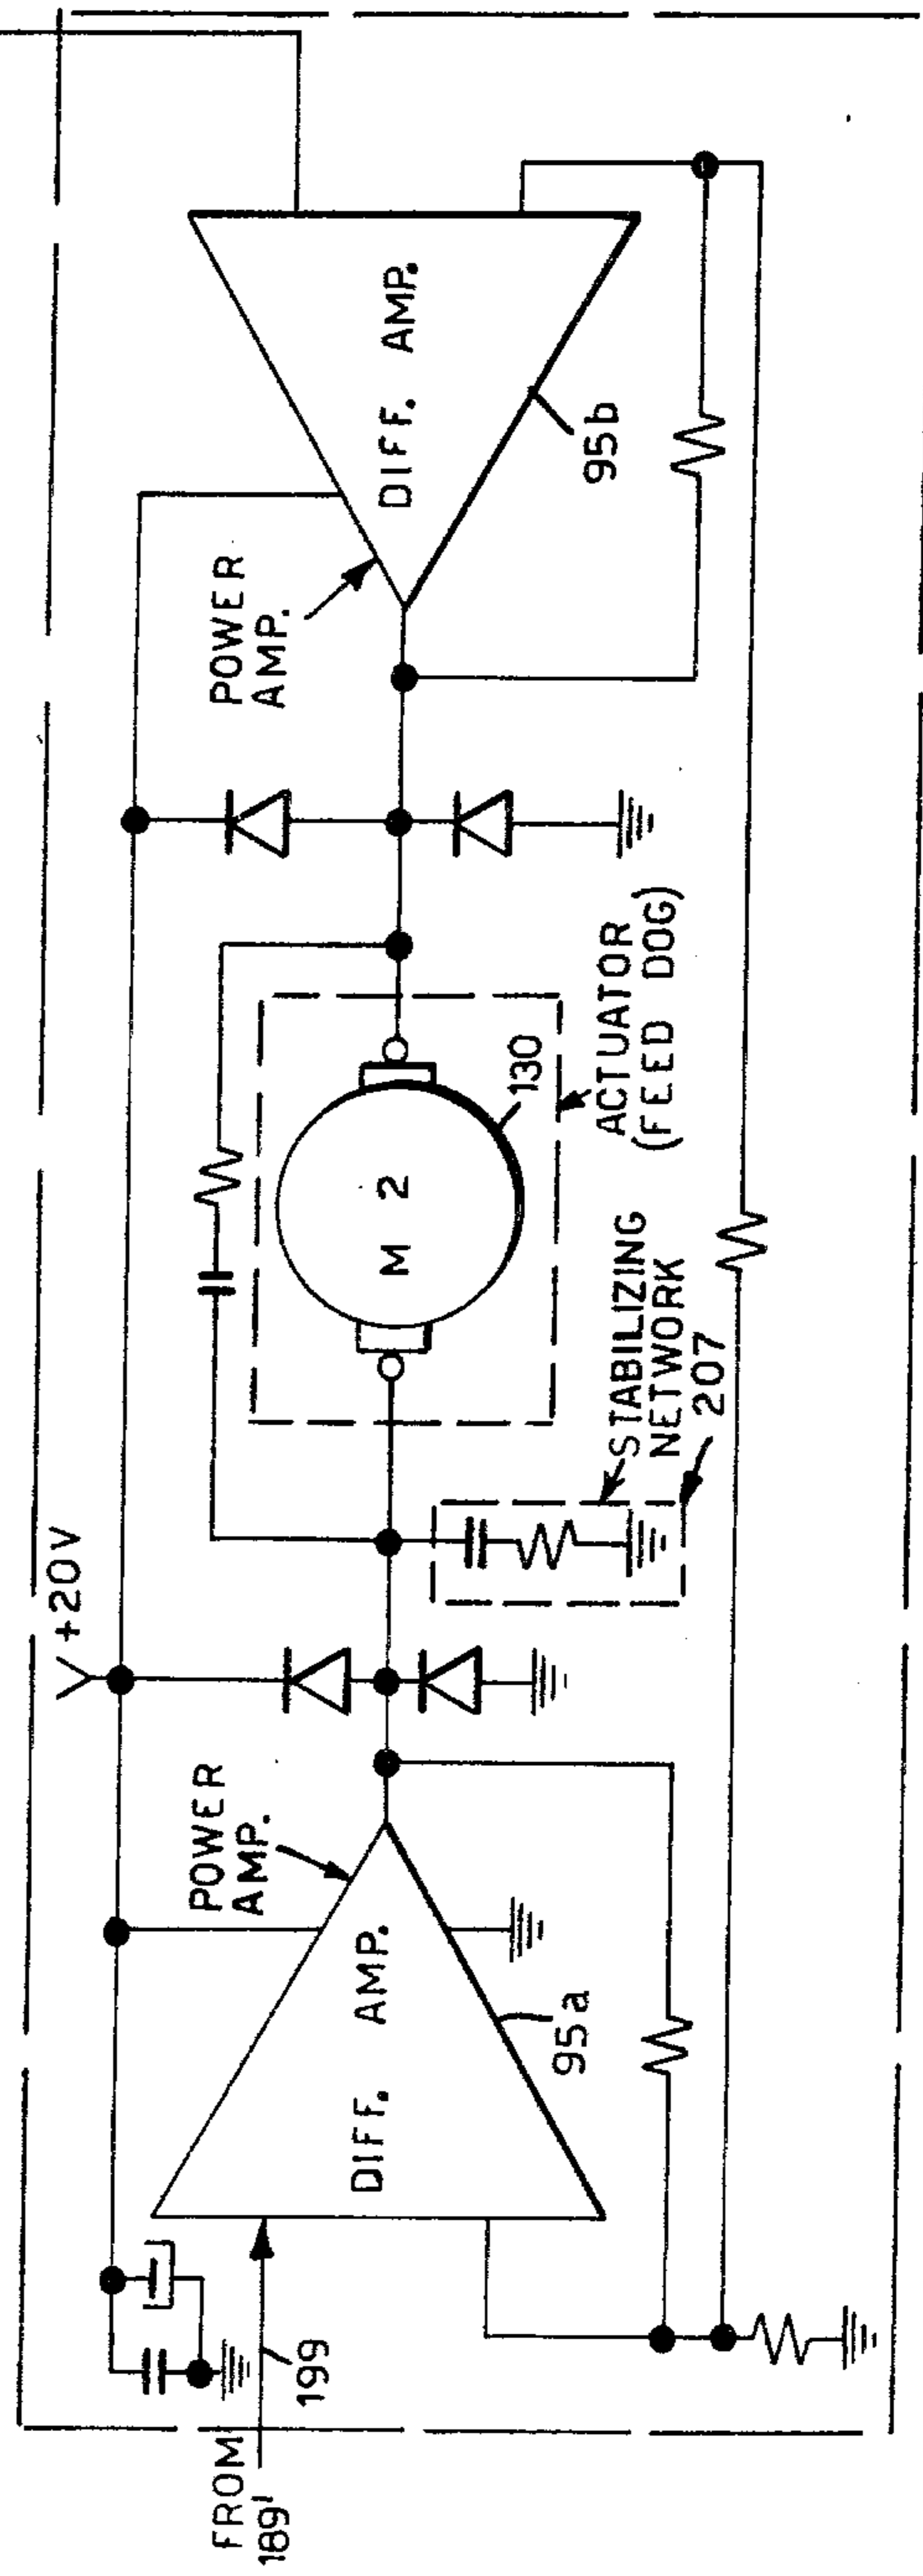 +20V
POWER
AMP.
DIFF. AMP.
95a
FROM
189'
199
STABILIZING
NETWORK
207
M 2
130
ACTUATOR
(FEED DOG)
POWER
AMP.
DIFF. AMP.
95b